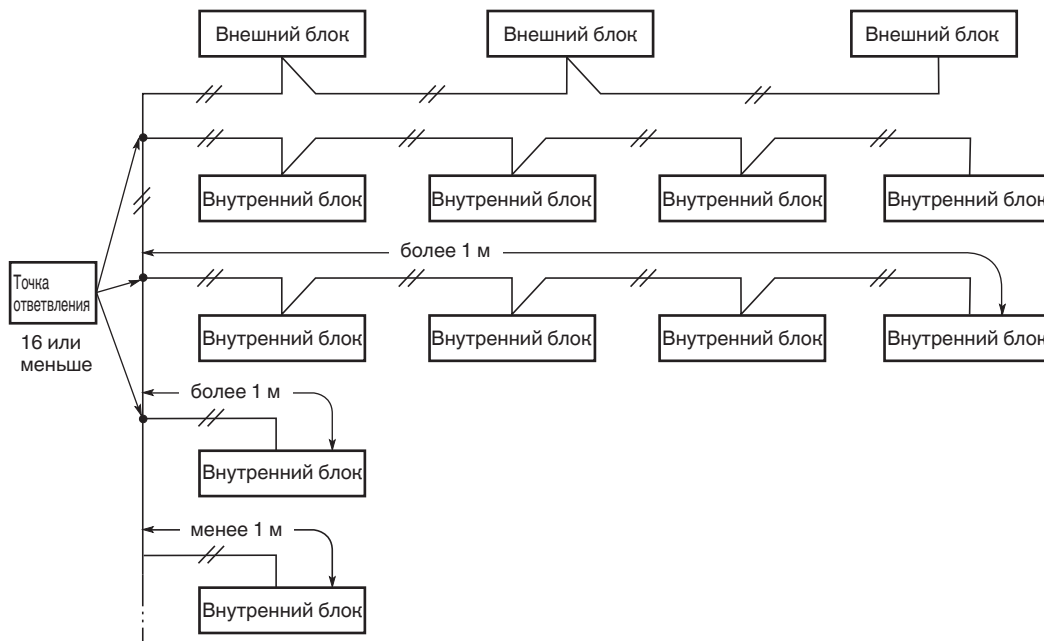 Внешний блок
Внешний блок
Внешний блок
Внутренний блок
Внутренний блок
Внутренний блок
Внутренний блок
более 1 м
Точка
ответвления
16 или
меньше
Внутренний блок
Внутренний блок
Внутренний блок
Внутренний блок
более 1 м
Внутренний блок
менее 1 м
Внутренний блок